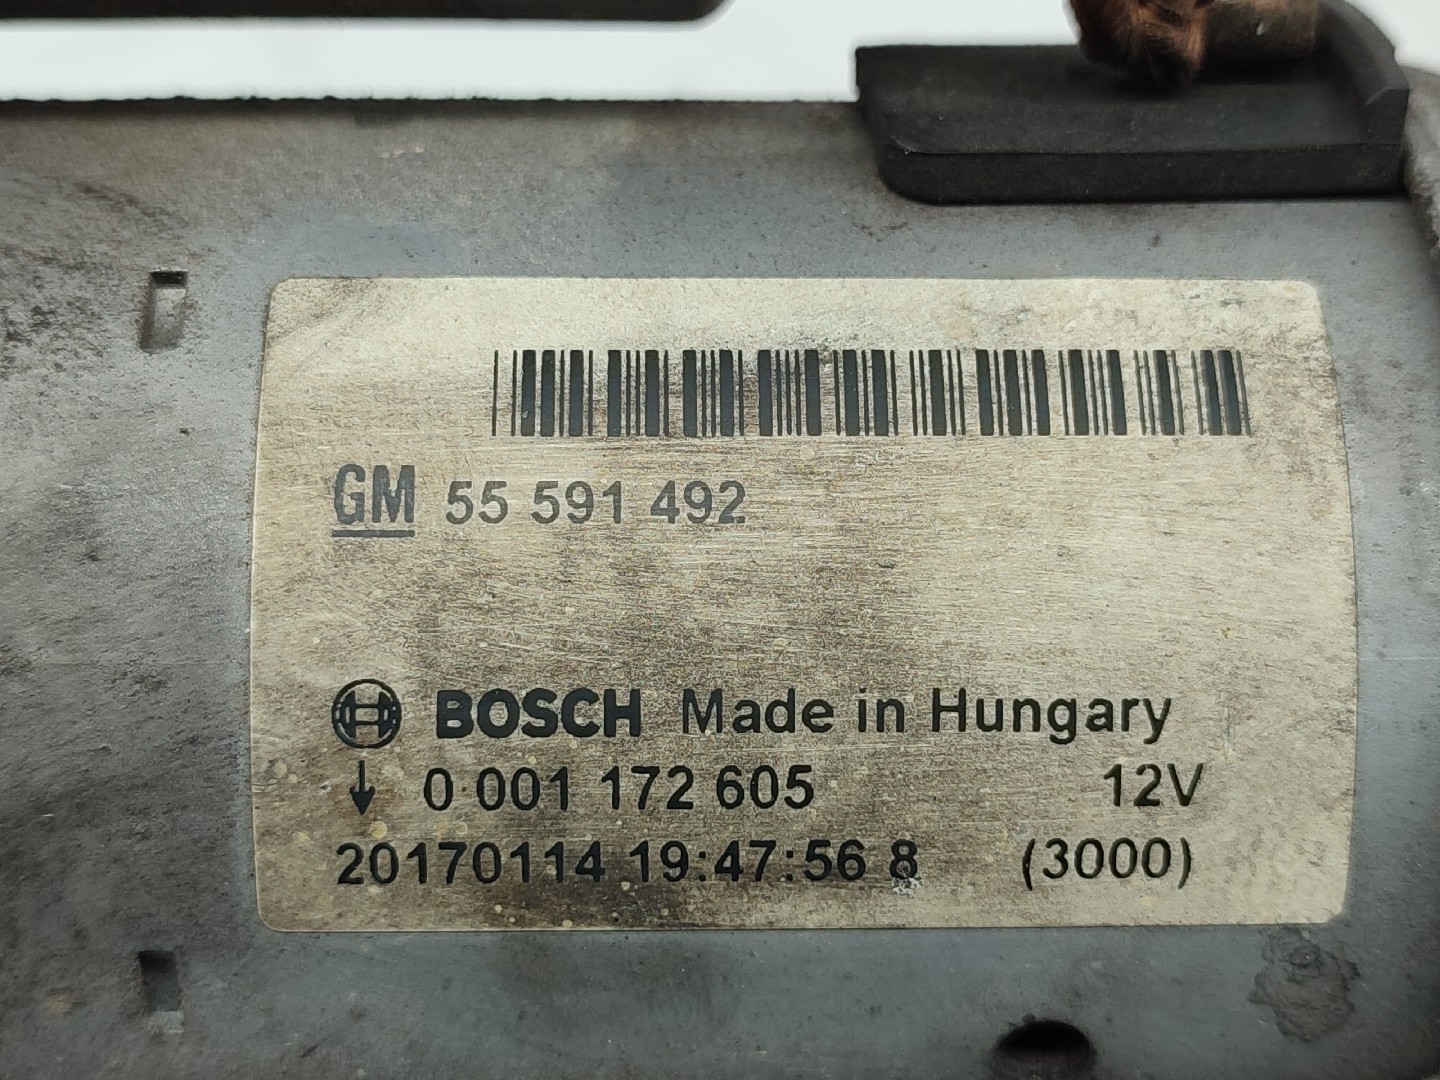 GM 55 591 492
BOSCH Made in Hungary
↓ 0 001 172 605 12V
20170114 19:47:56 8 (3000)